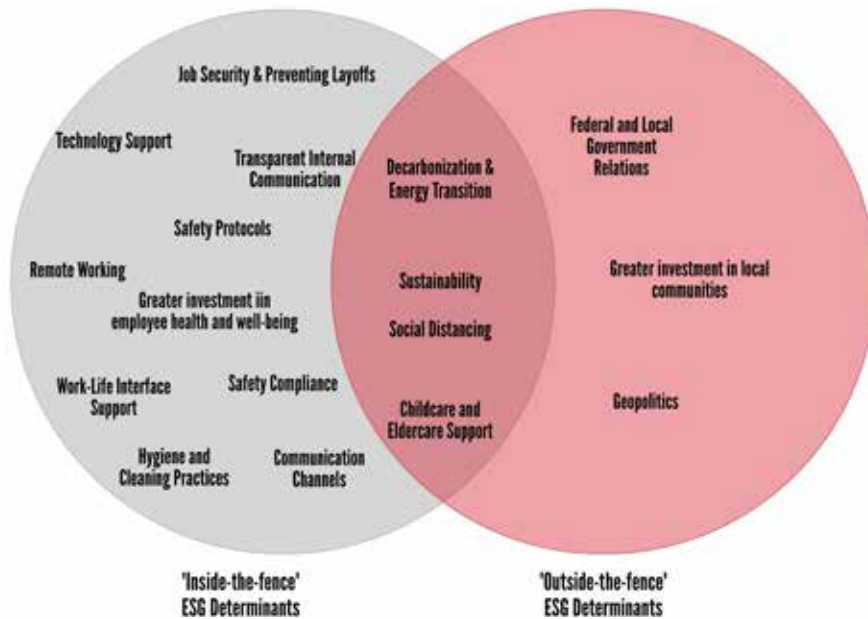 Job Security & Preventing Layoffs
Technology Support
Transparent Internal
Communication
Safety Protocols
Remote Working
Greater investment iin
employee health and well-being
Work-Life Interface
Support
Safety Compliance
Hygiene and
Cleaning Practices
Communication
Channels
Decarbonization &
Energy Transition
Sustainability
Social Distancing
Childcare and
Eldercare Support
Federal and Local
Government
Relations
Greater investment in local
communities
Geopolitics
'Inside-the-fence'
ESG Determinants
'Outside-the-fence'
ESG Determinants